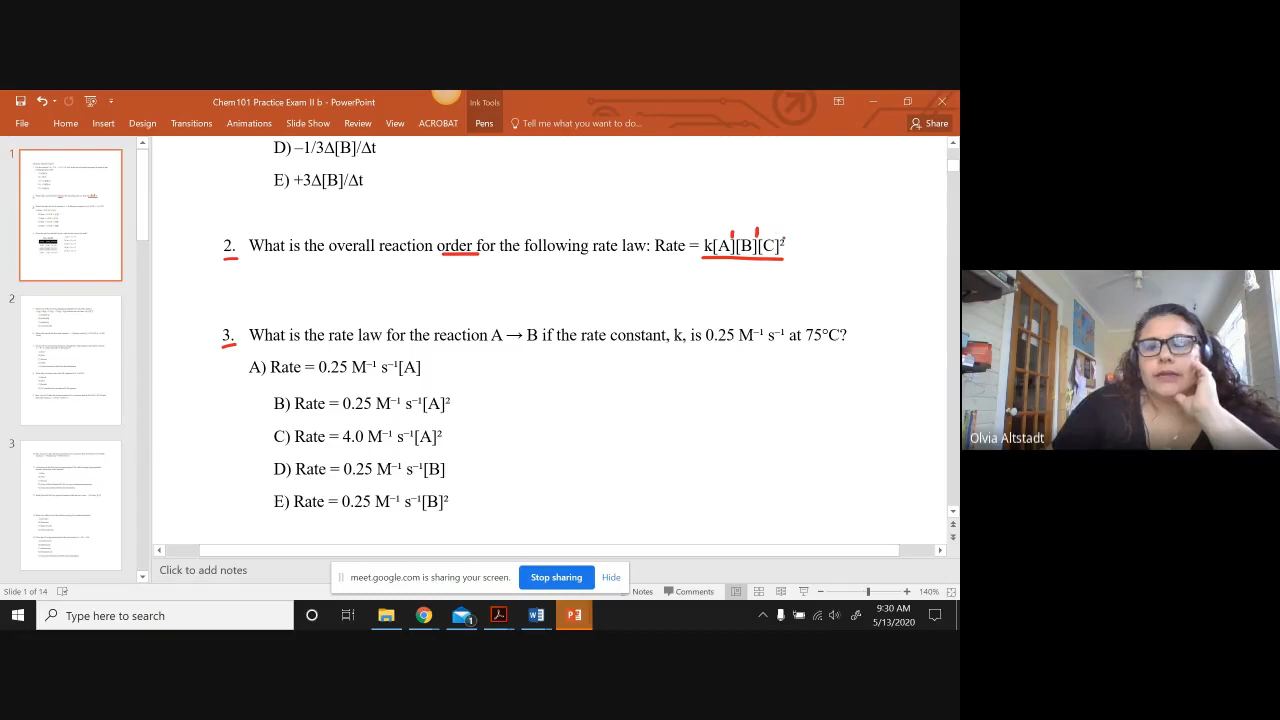 Chem101 Practice Exam II b - PowerPoint
Ink Tools
File
Home
Insert
Design
Transitions
Animations
Slide Show
Review
View
ACROBAT
Pens
Tell me what you want to do...
Share
1
2
3
D) –1/3Δ[B]/Δt
E) +3Δ[B]/Δt
2. What is the overall reaction order for the following rate law: Rate = k[A][B][C]²
3. What is the rate law for the reaction A → B if the rate constant, k, is 0.25 M⁻¹ s⁻¹ at 75°C?
A) Rate = 0.25 M⁻¹ s⁻¹[A]
B) Rate = 0.25 M⁻¹ s⁻¹[A]²
C) Rate = 4.0 M⁻¹ s⁻¹[A]²
D) Rate = 0.25 M⁻¹ s⁻¹[B]
E) Rate = 0.25 M⁻¹ s⁻¹[B]²
Olvia Altstadt
Click to add notes
meet.google.com is sharing your screen.
Stop sharing
Hide
Slide 1 of 14
Notes
Comments
140%
Type here to search
1
9:30 AM
5/13/2020